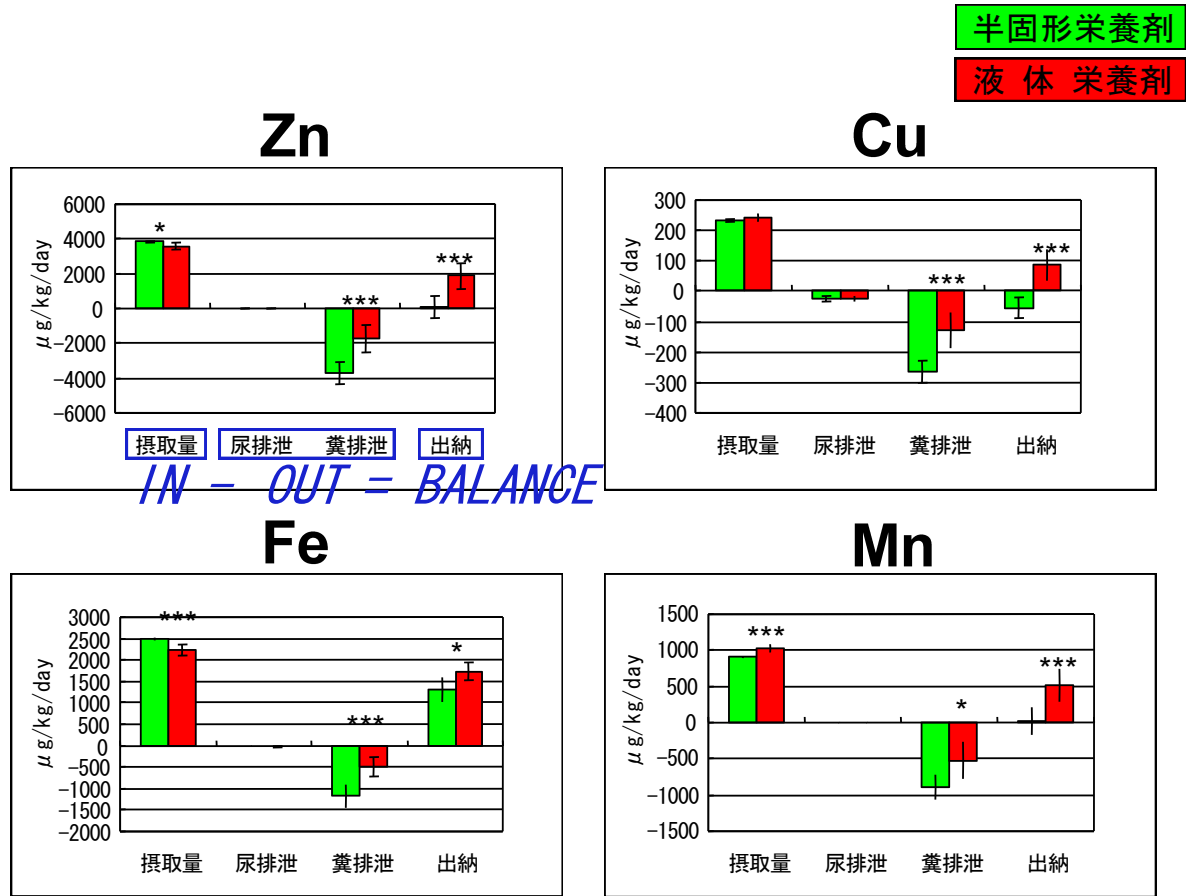 半固形栄養剤
液 体 栄養剤
Zn
μg/kg/day
6000
4000
2000
0
-2000
-4000
-6000
*
***
***
摂取量 尿排泄 糞排泄 出納
IN - OUT = BALANCE
Cu
μg/kg/day
300
200
100
0
-100
-200
-300
-400
***
***
摂取量 尿排泄 糞排泄 出納
Fe
μg/kg/day
3000
2500
2000
1500
1000
500
0
-500
-1000
-1500
-2000
***
***
*
摂取量 尿排泄 糞排泄 出納
Mn
μg/kg/day
1500
1000
500
0
-500
-1000
-1500
***
*
***
摂取量 尿排泄 糞排泄 出納